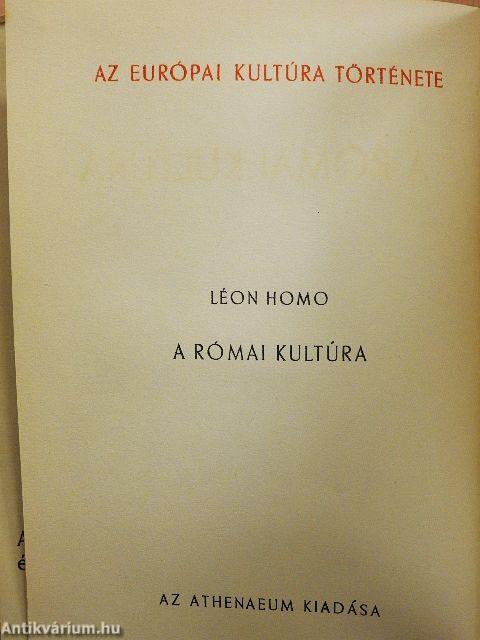 AZ EURÓPAI KULTÚRA TÖRTÉNETE
LÉON HOMO
A RÓMAI KULTÚRA
AZ ATHENAEUM KIADÁSA
Antikvárium.hu